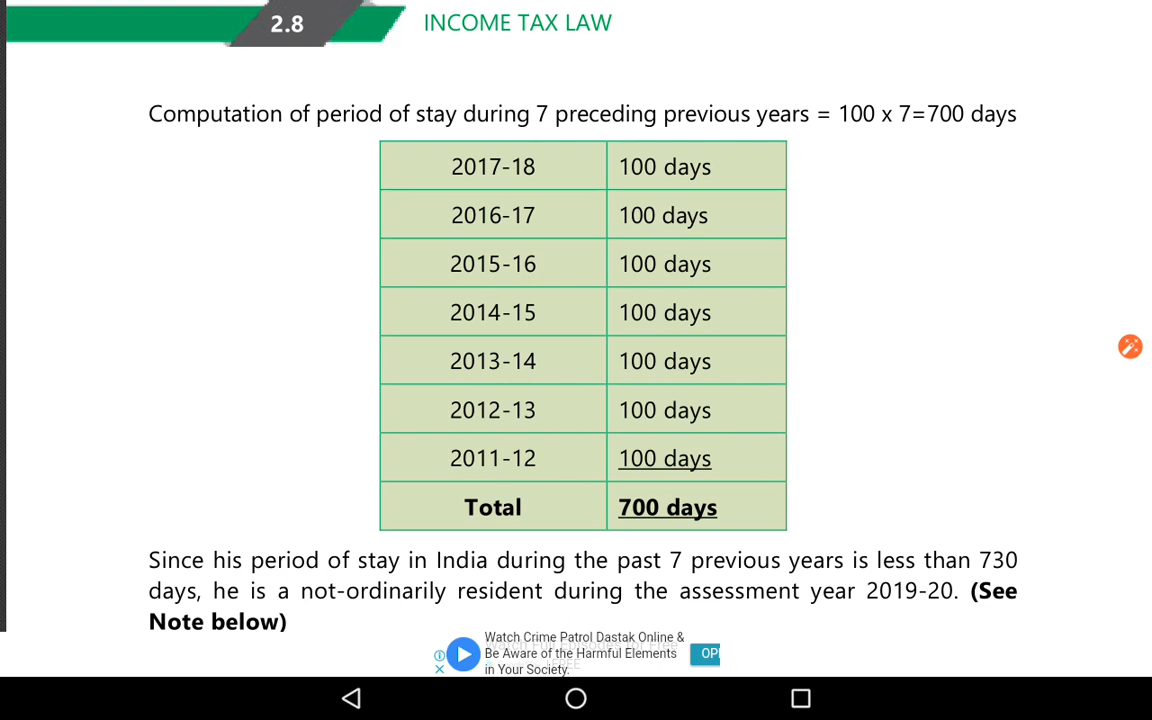 2.8 INCOME TAX LAW
Computation of period of stay during 7 preceding previous years = 100 x 7=700 days
2017-18 100 days
2016-17 100 days
2015-16 100 days
2014-15 100 days
2013-14 100 days
2012-13 100 days
2011-12 100 days
Total 700 days
Since his period of stay in India during the past 7 previous years is less than 730
days, he is a not-ordinarily resident during the assessment year 2019-20. (See
Note below)
Watch Crime Patrol Dastak Online &
Be Aware of the Harmful Elements
in Your Society.